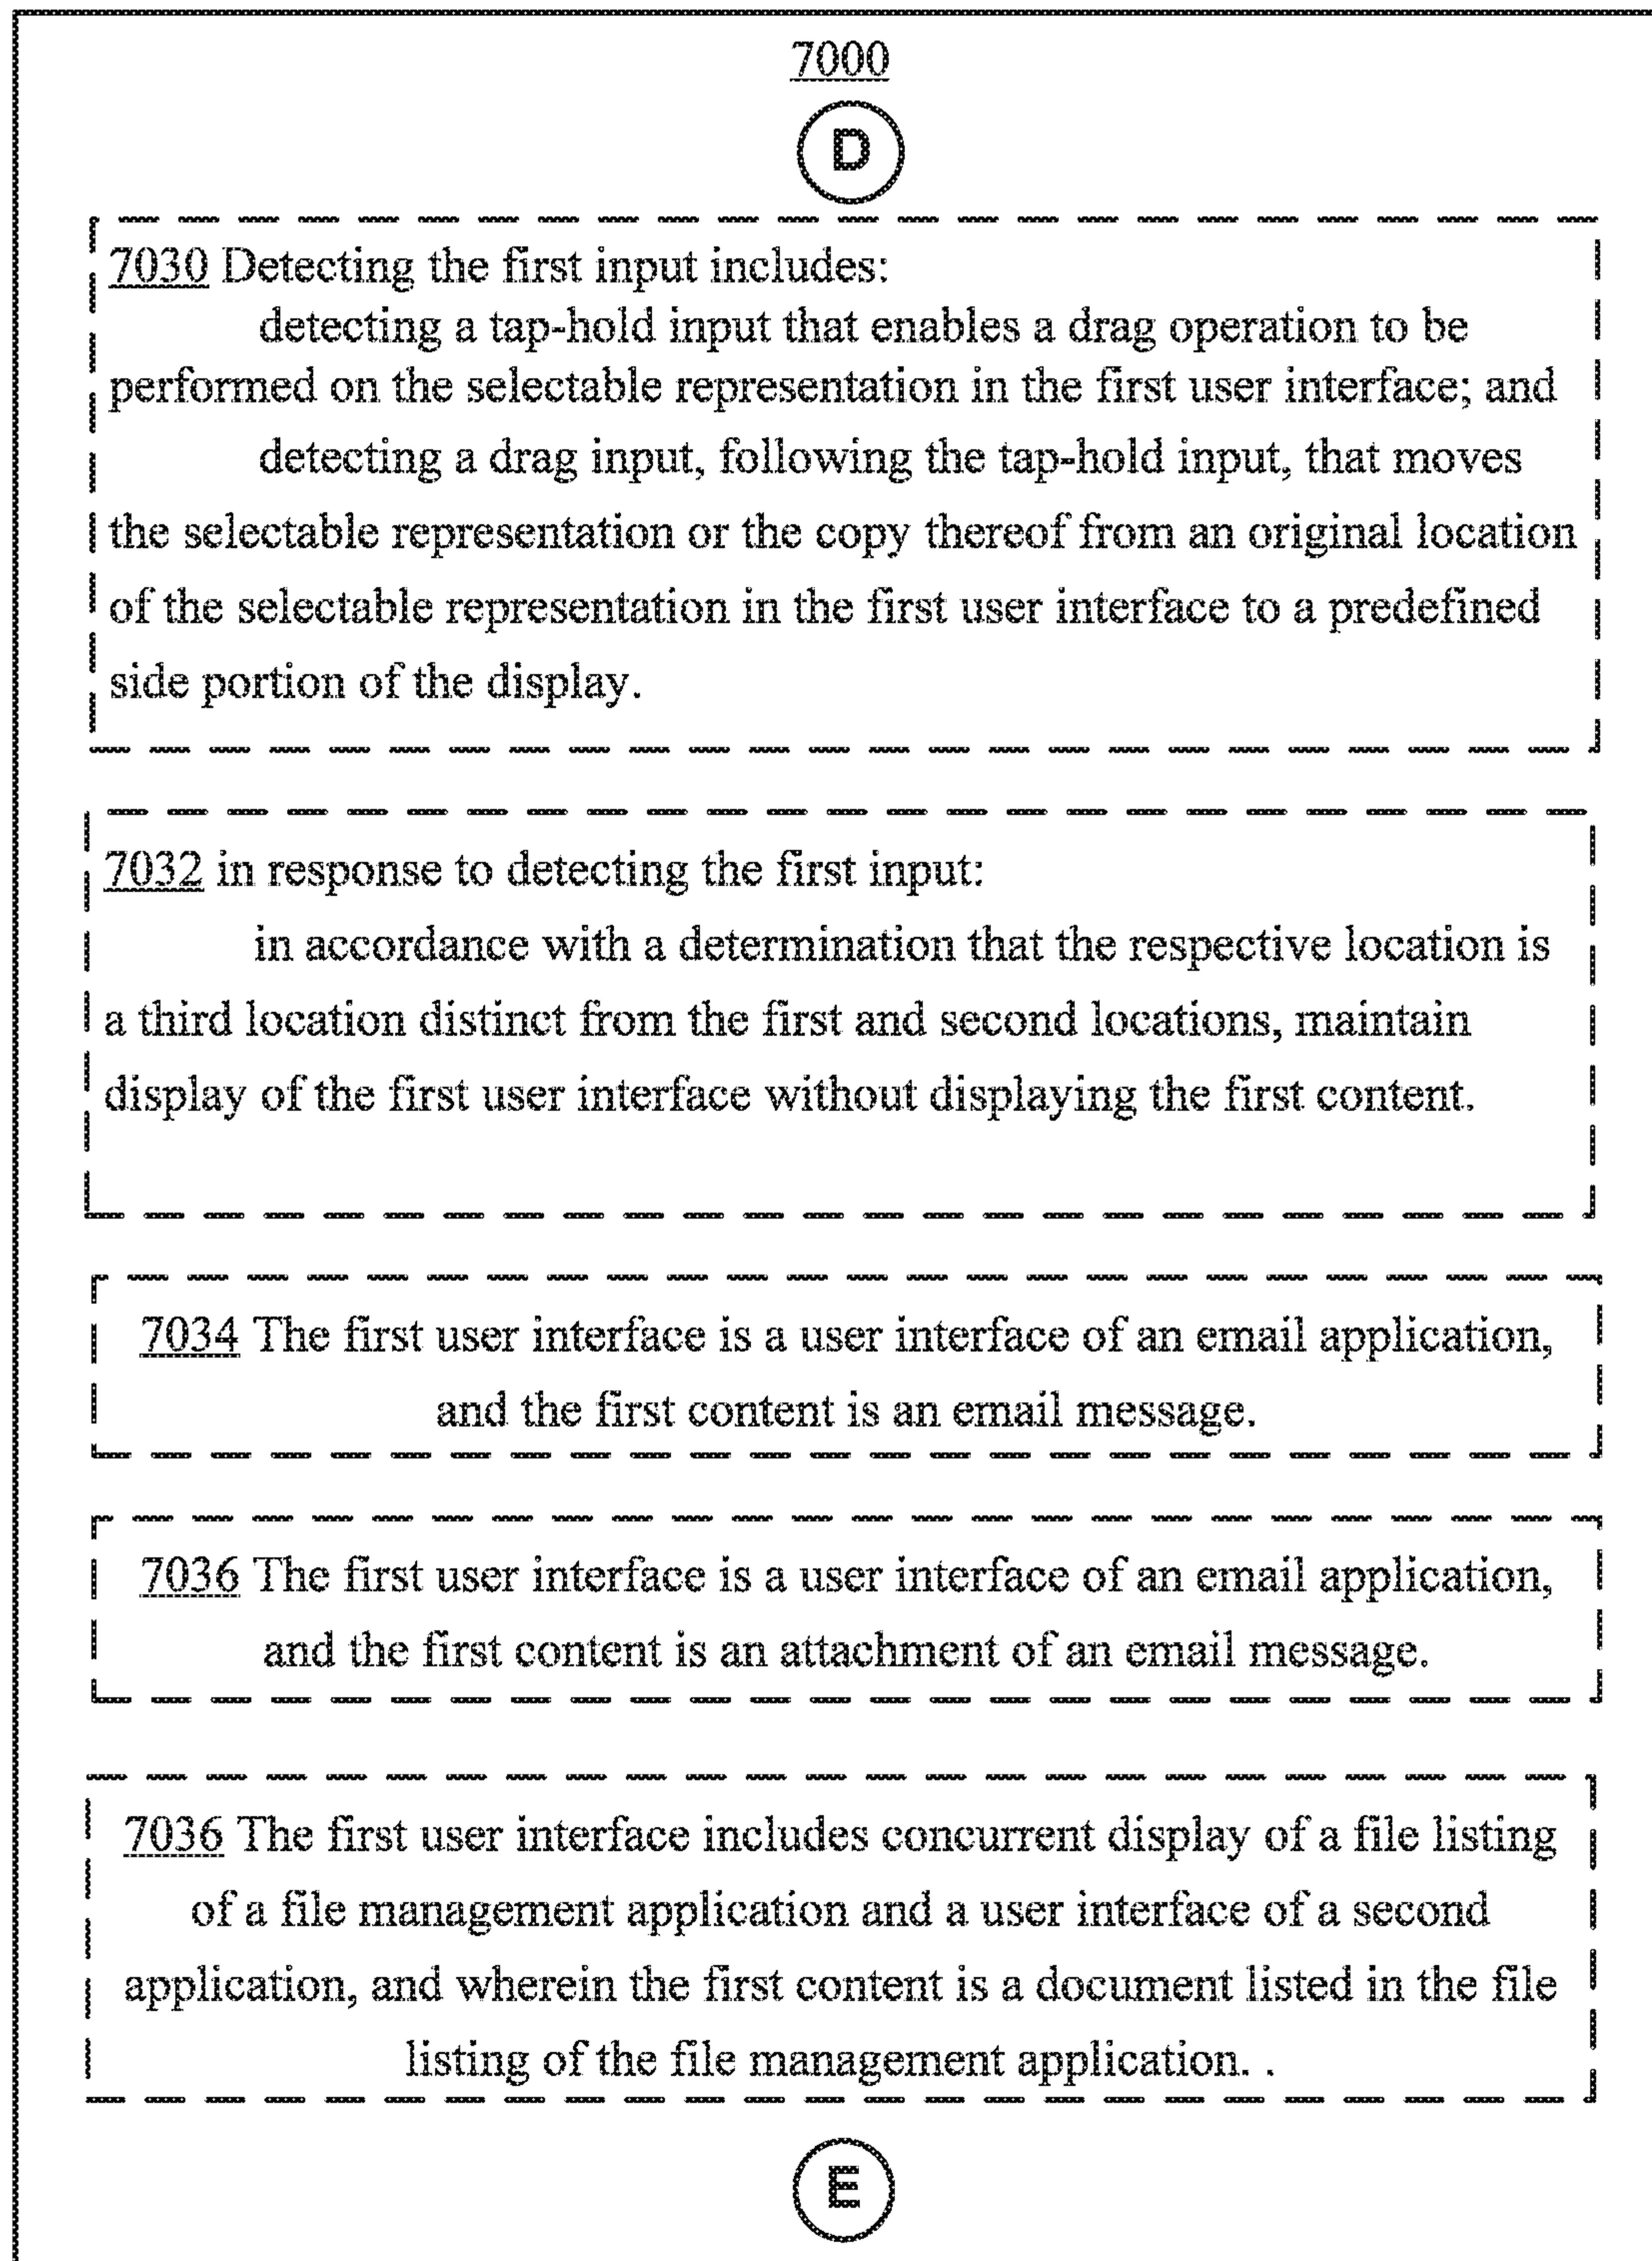 7000
D
7030 Detecting the first input includes:
detecting a tap-hold input that enables a drag operation to be
performed on the selectable representation in the first user interface; and
detecting a drag input, following the tap-hold input, that moves
the selectable representation or the copy thereof from an original location
of the selectable representation in the first user interface to a predefined
side portion of the display.
7032 in response to detecting the first input:
in accordance with a determination that the respective location is
a third location distinct from the first and second locations, maintain
display of the first user interface without displaying the first content.
7034 The first user interface is a user interface of an email application,
and the first content is an email message.
7036 The first user interface is a user interface of an email application,
and the first content is an attachment of an email message.
7036 The first user interface includes concurrent display of a file listing
of a file management application and a user interface of a second
application, and wherein the first content is a document listed in the file
listing of the file management application. .
E